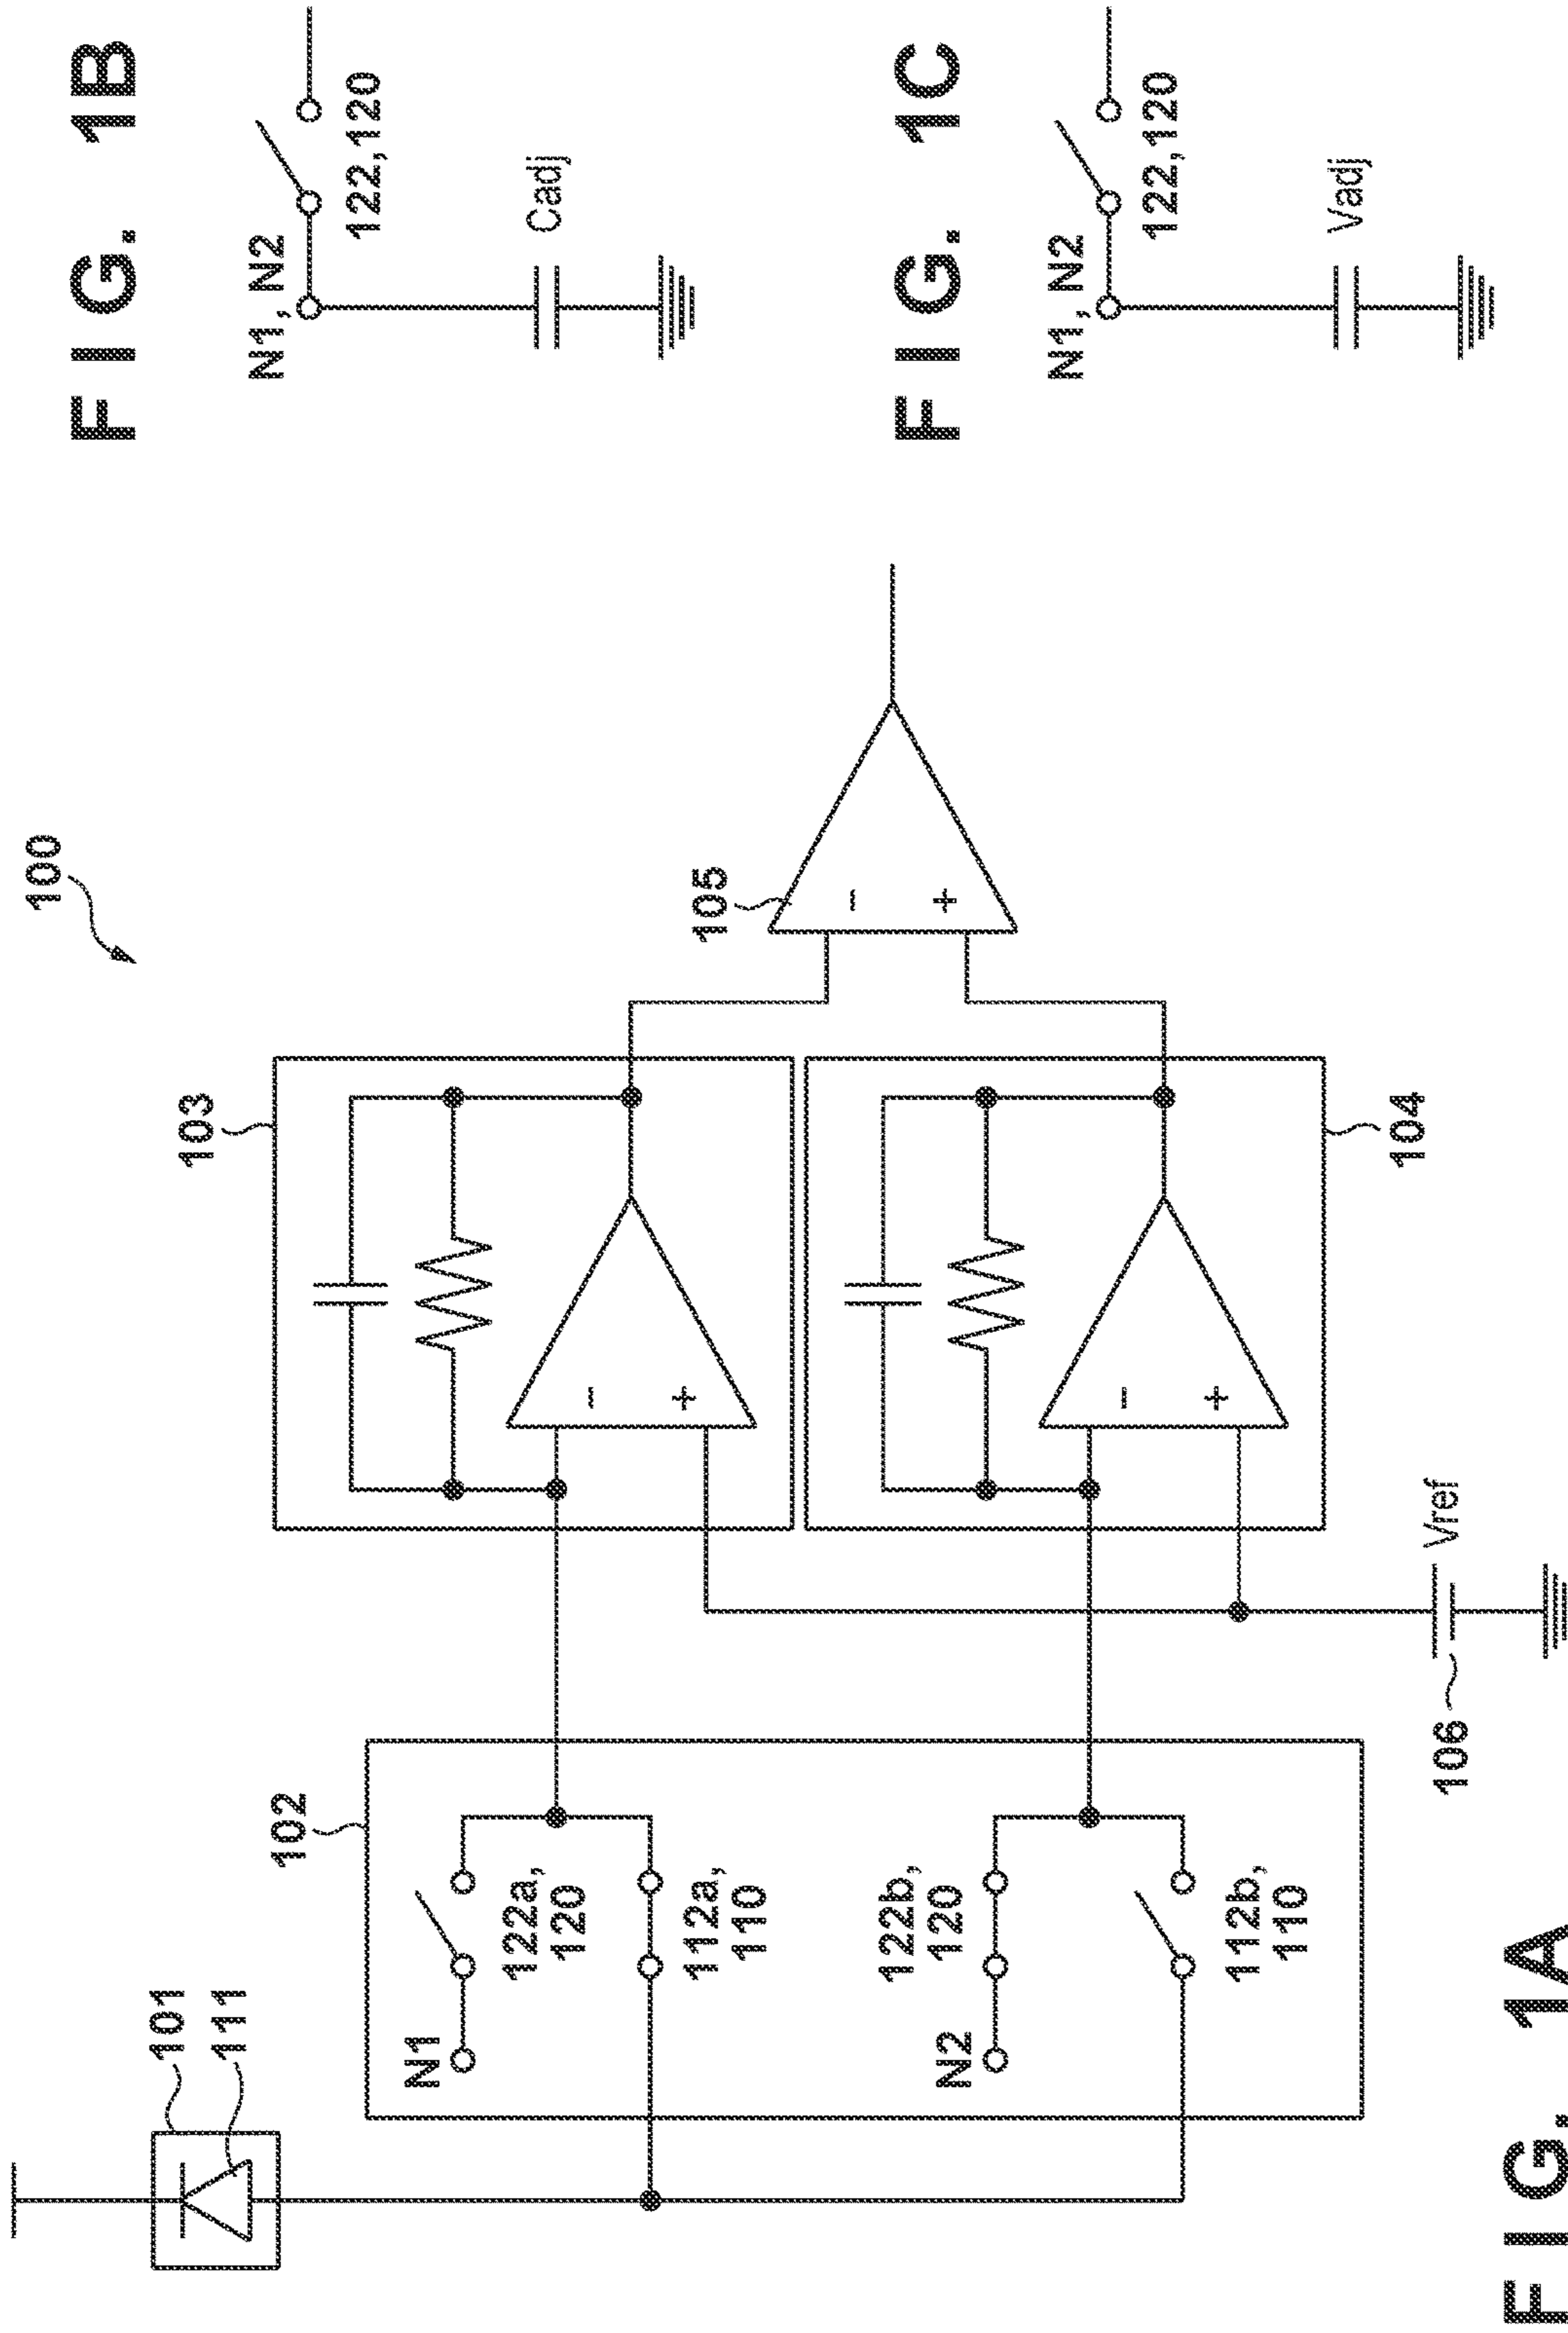 FIG. 1A
100
101
111
102
N1
122a,
120
112a,
110
N2
122b,
120
112b,
110
103
−
+
104
−
+
105
−
+
106
Vref
FIG. 1B
N1, N2
122,120
Cadj
FIG. 1C
N1, N2
122,120
Vadj